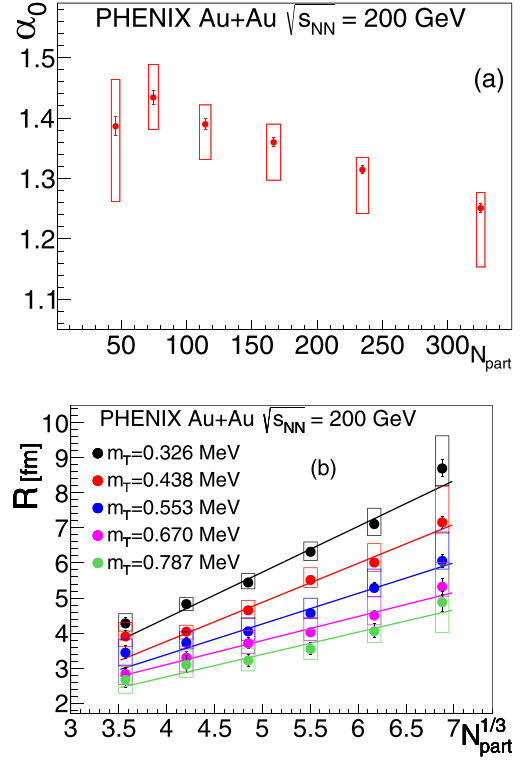 PHENIX Au+Au √sNN = 200 GeV
(a)
α0
1.5
1.4
1.3
1.2
1.1
50 100 150 200 250 300 Npart
PHENIX Au+Au √sNN = 200 GeV
(b)
mT=0.326 MeV
mT=0.438 MeV
mT=0.553 MeV
mT=0.670 MeV
mT=0.787 MeV
R [fm]
10
9
8
7
6
5
4
3
2
3 3.5 4 4.5 5 5.5 6 6.5 7 Npart^1/3